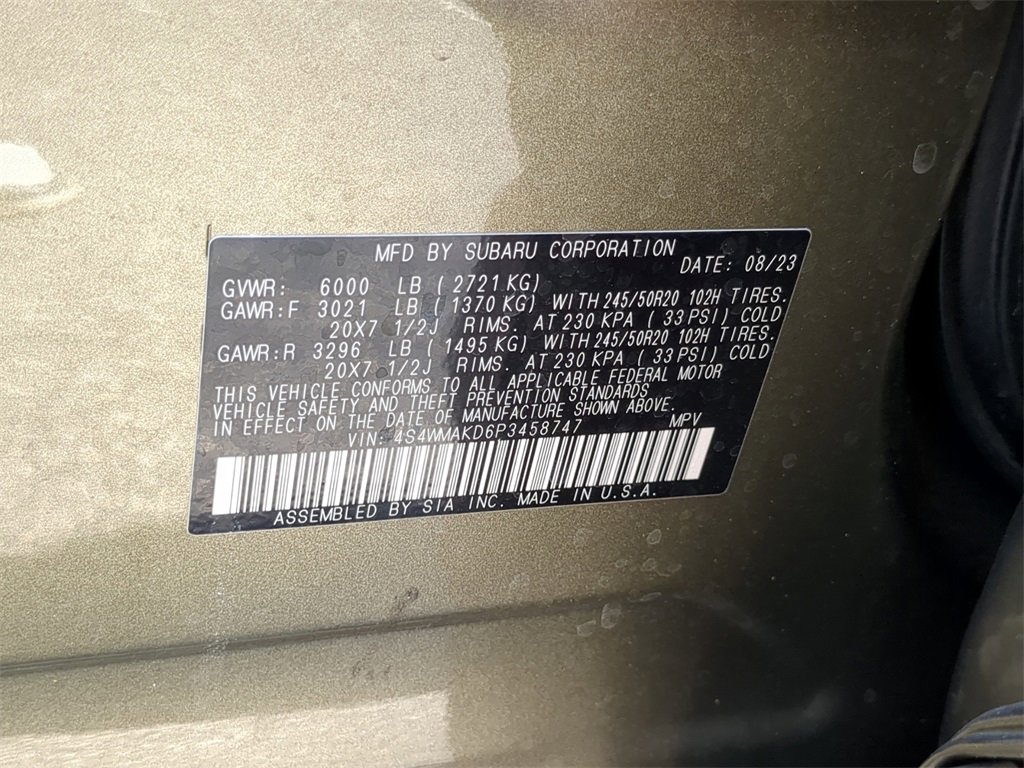 MFD BY SUBARU CORPORATION
DATE: 08/23
GVWR: 6000 LB ( 2721 KG)
GAWR:F 3021 LB ( 1370 KG) WITH 245/50R20 102H TIRES.
20X7 1/2J RIMS. AT 230 KPA ( 33 PSI) COLD
GAWR:R 3296 LB ( 1495 KG) WITH 245/50R20 102H TIRES.
20X7 1/2J RIMS. AT 230 KPA ( 33 PSI) COLD
THIS VEHICLE CONFORMS TO ALL APPLICABLE FEDERAL MOTOR
VEHICLE SAFETY AND THEFT PREVENTION STANDARDS
IN EFFECT ON THE DATE OF MANUFACTURE SHOWN ABOVE.
VIN: 4S4WMAKD6P3458747 MPV
ASSEMBLED BY SIA INC. MADE IN U.S.A.